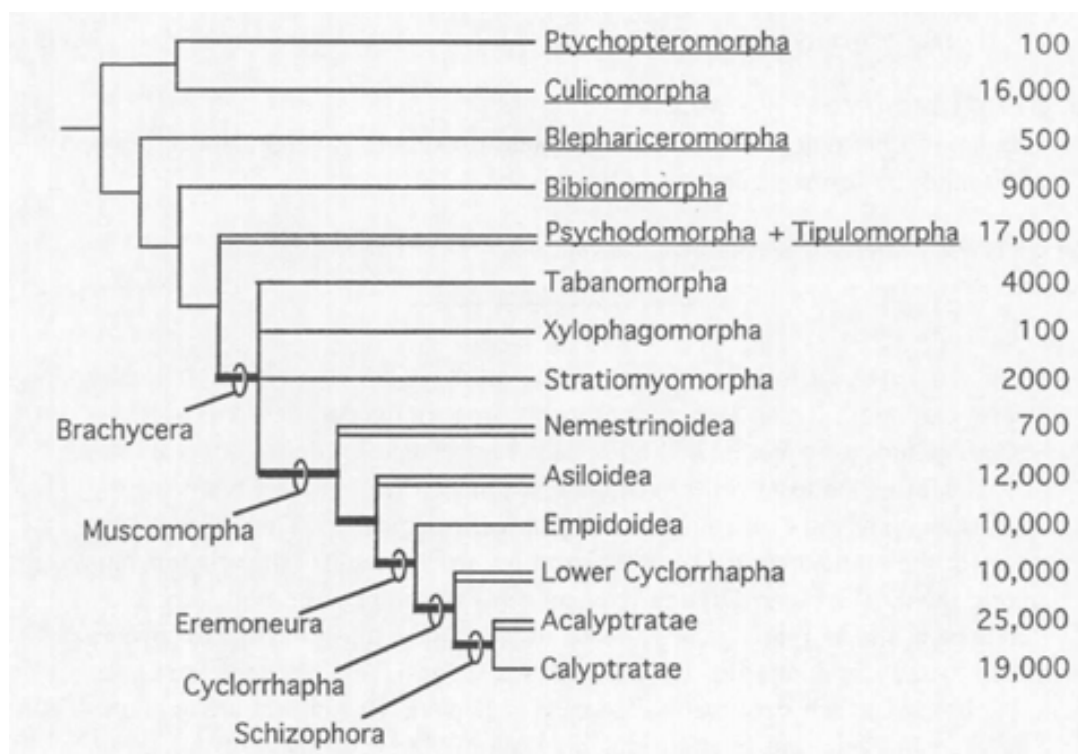 Ptychopteromorpha 100
Culicomorpha 16,000
Blephariceromorpha 500
Bibionomorpha 9000
Psychodomorpha + Tipulomorpha 17,000
Tabanomorpha 4000
Xylophagomorpha 100
Stratiomyomorpha 2000
Brachycera
Nemestrinoidea 700
Asiloidea 12,000
Muscomorpha
Empidoidea 10,000
Lower Cyclorrhapha 10,000
Eremoneura
Acalyptratae 25,000
Calyptratae 19,000
Cyclorrhapha
Schizophora